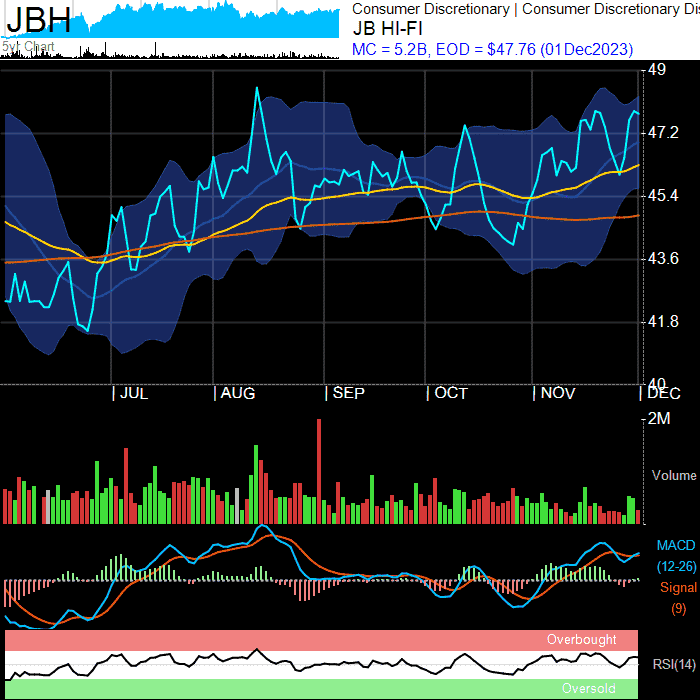 JBH
5yr Chart
Consumer Discretionary | Consumer Discretionary Dis
JB HI-FI
MC = 5.2B, EOD = $47.76 (01Dec2023)
49
47.2
45.4
43.6
41.8
40
| JUL | AUG | SEP | OCT | NOV | DEC
2M
Volume
MACD
(12-26)
Signal
(9)
Overbought
RSI(14)
Oversold